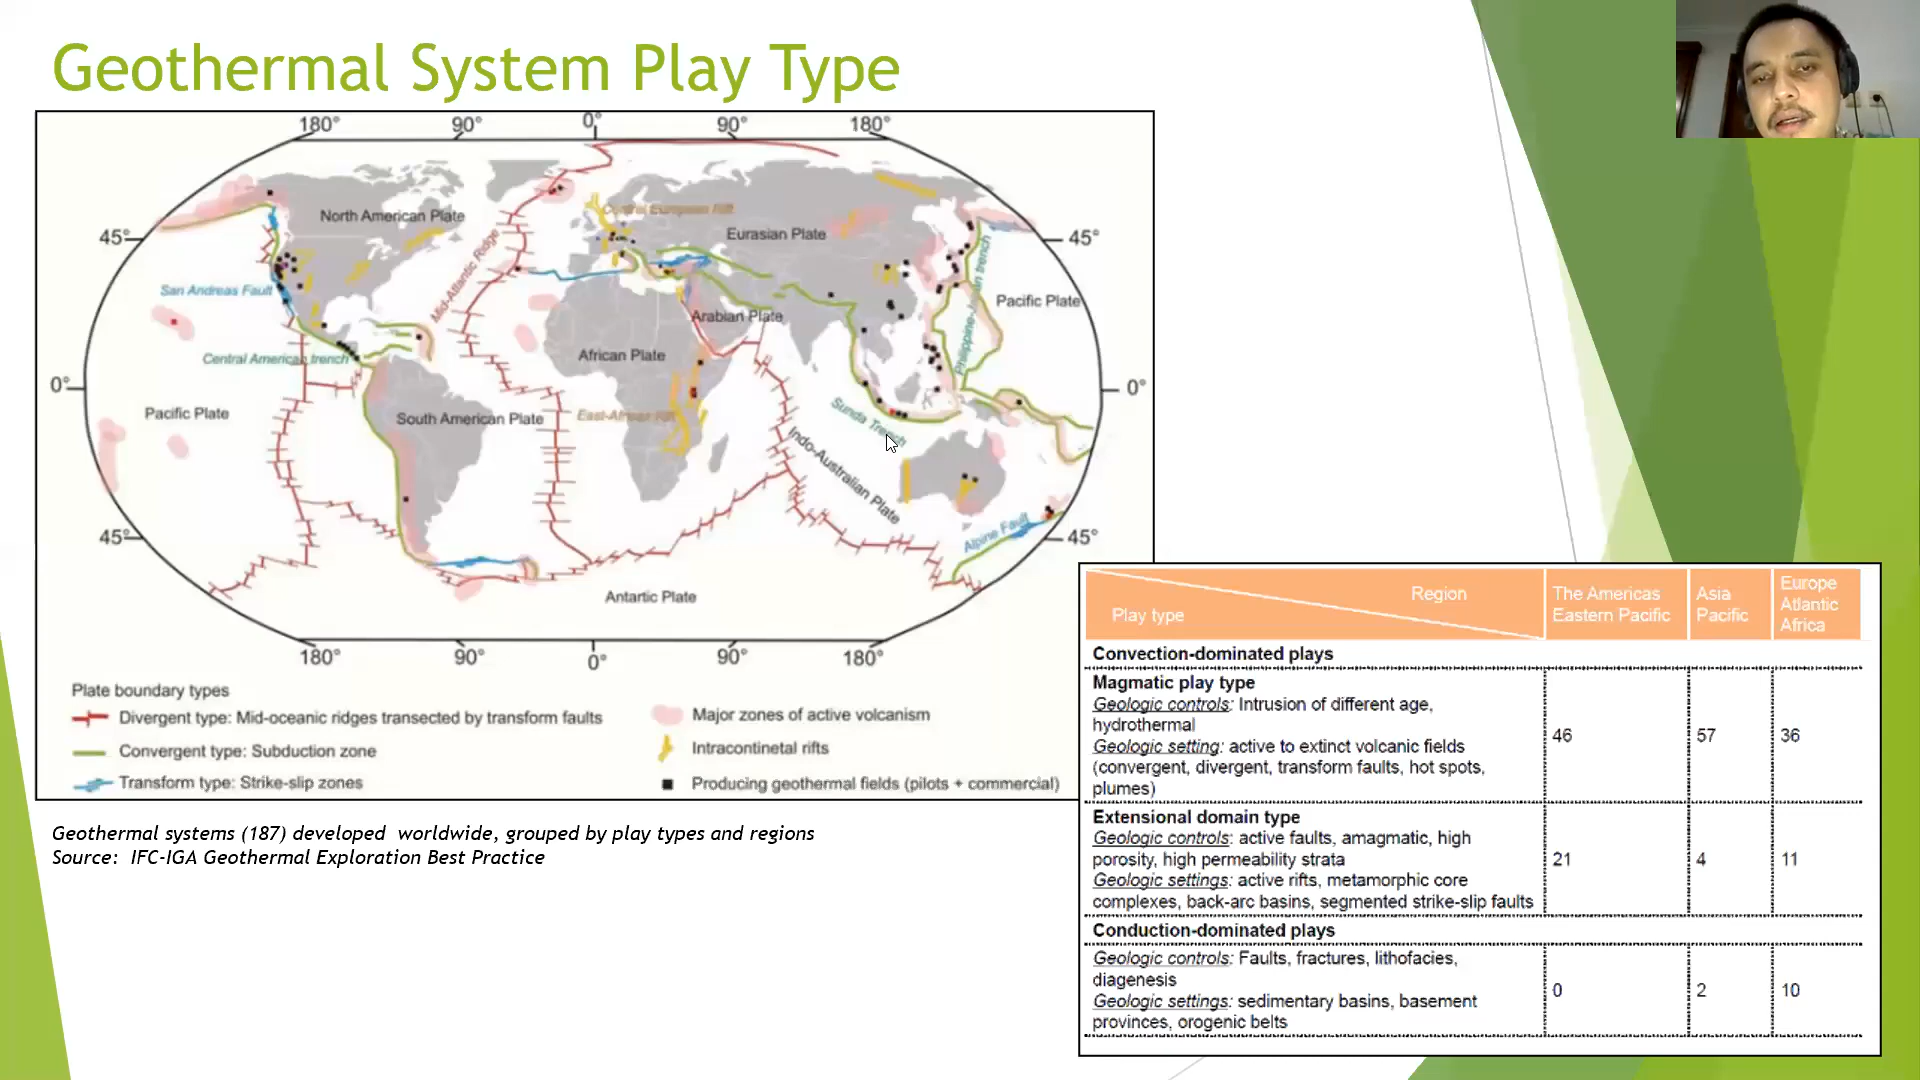 Geothermal System Play Type
180° 90° 0° 90° 180°
North American Plate
Central European Rift
Eurasian Plate
45° 45°
Mid-Atlantic Ridge
San Andreas Fault
Philippine-Japan trench
Pacific Plate
Arabian Plate
Central American trench
African Plate
0° 0°
Pacific Plate
South American Plate
East-African Rift
Sunda Trench
Indo-Australian Plate
45° 45°
Alpine Fault
Antartic Plate
180° 90° 0° 90° 180°
Plate boundary types
Divergent type: Mid-oceanic ridges transected by transform faults
Convergent type: Subduction zone
Transform type: Strike-slip zones
Major zones of active volcanism
Intracontinetal rifts
Producing geothermal fields (pilots + commercial)
Geothermal systems (187) developed worldwide, grouped by play types and regions
Source: IFC-IGA Geothermal Exploration Best Practice
Region
Play type
The Americas
Eastern Pacific
Asia
Pacific
Europe
Atlantic
Africa
Convection-dominated plays
Magmatic play type
Geologic controls: Intrusion of different age,
hydrothermal
Geologic setting: active to extinct volcanic fields
(convergent, divergent, transform faults, hot spots,
plumes)
46 57 36
Extensional domain type
Geologic controls: active faults, amagmatic, high
porosity, high permeability strata
Geologic settings: active rifts, metamorphic core
complexes, back-arc basins, segmented strike-slip faults
21 4 11
Conduction-dominated plays
Geologic controls: Faults, fractures, lithofacies,
diagenesis
Geologic settings: sedimentary basins, basement
provinces, orogenic belts
0 2 10